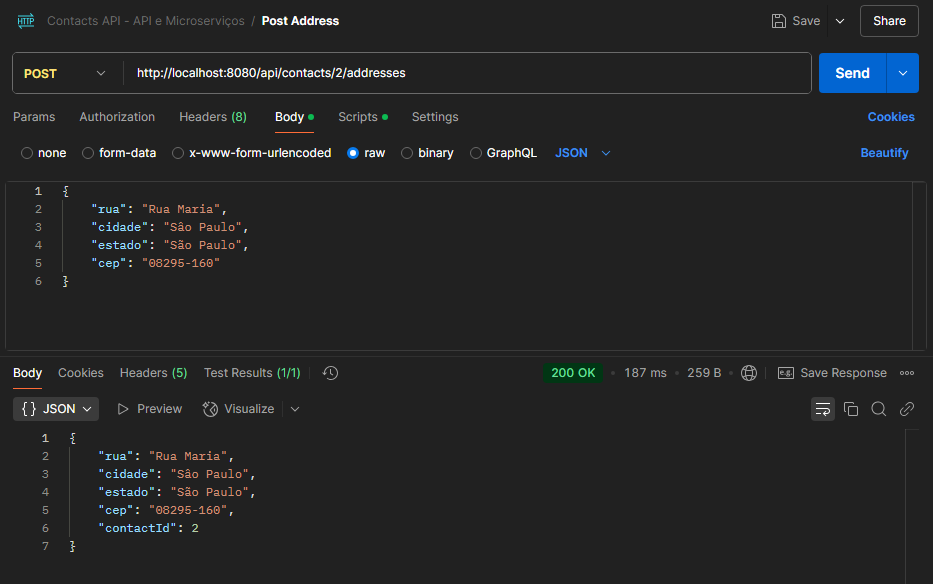 HTTP Contacts API - API e Microserviços / Post Address Save Share
POST http://localhost:8080/api/contacts/2/addresses Send
Params Authorization Headers (8) Body Scripts Settings Cookies
none form-data x-www-form-urlencoded raw binary GraphQL JSON Beautify
1 {
2 "rua": "Rua Maria",
3 "cidade": "São Paulo",
4 "estado": "São Paulo",
5 "cep": "08295-160"
6 }
Body Cookies Headers (5) Test Results (1/1) 200 OK • 187 ms • 259 B • e.g. Save Response
{} JSON Preview Visualize
1 {
2 "rua": "Rua Maria",
3 "cidade": "São Paulo",
4 "estado": "São Paulo",
5 "cep": "08295-160",
6 "contactId": 2
7 }